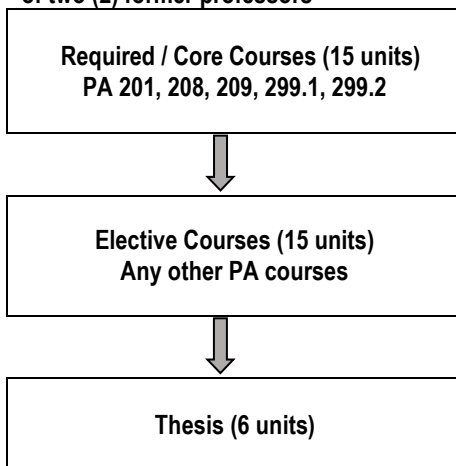 of two (2) former professors
Required / Core Courses (15 units)
PA 201, 208, 209, 299.1, 299.2
Elective Courses (15 units)
Any other PA courses
Thesis (6 units)